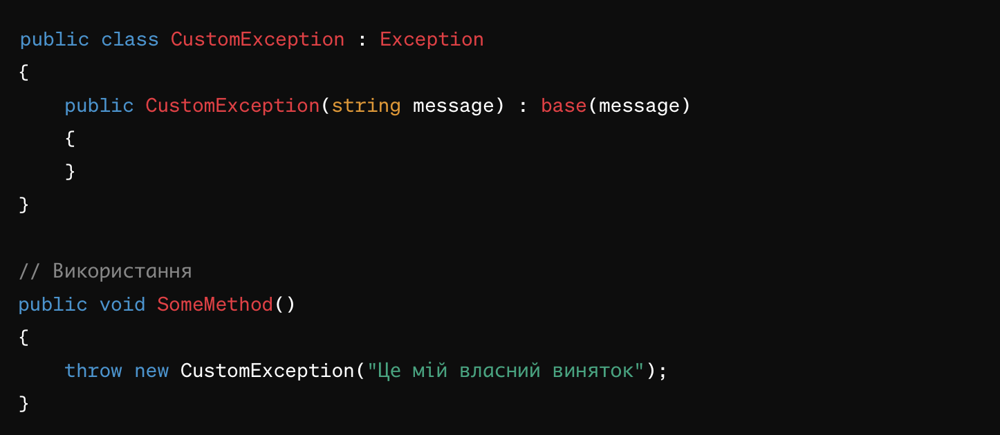 public class CustomException : Exception
{
    public CustomException(string message) : base(message)
    {
    }
}

// Використання
public void SomeMethod()
{
    throw new CustomException("Це мій власний виняток");
}